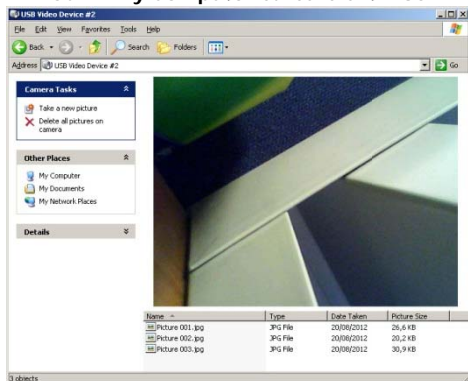 USB Video Device #2
File Edit View Favorites Tools Help
Back Search Folders
Address USB Video Device #2 Go
Camera Tasks
Take a new picture
Delete all pictures on
camera
Other Places
My Computer
My Documents
My Network Places
Details
Name Type Date Taken Picture Size
Picture 001.jpg JPG File 20/08/2012 26,6 KB
Picture 002.jpg JPG File 20/08/2012 20,2 KB
Picture 003.jpg JPG File 20/08/2012 30,9 KB
3 objects